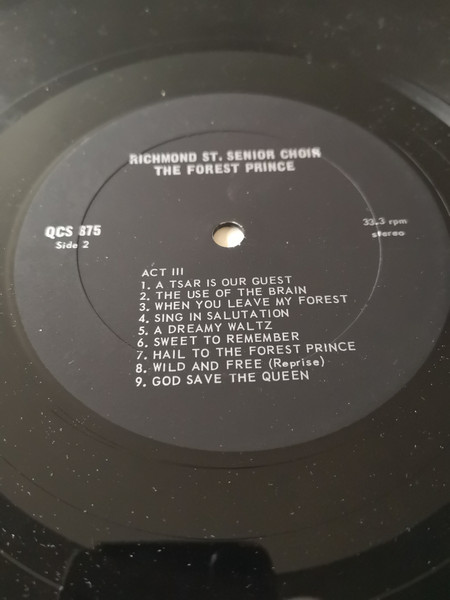 RICHMOND ST. SENIOR CHOIR
THE FOREST PRINCE
QCS 875
Side 2
33.3 rpm
stereo
ACT III
1. A TSAR IS OUR GUEST
2. THE USE OF THE BRAIN
3. WHEN YOU LEAVE MY FOREST
4. SING IN SALUTATION
5. A DREAMY WALTZ
6. SWEET TO REMEMBER
7. HAIL TO THE FOREST PRINCE
8. WILD AND FREE (Reprise)
9. GOD SAVE THE QUEEN